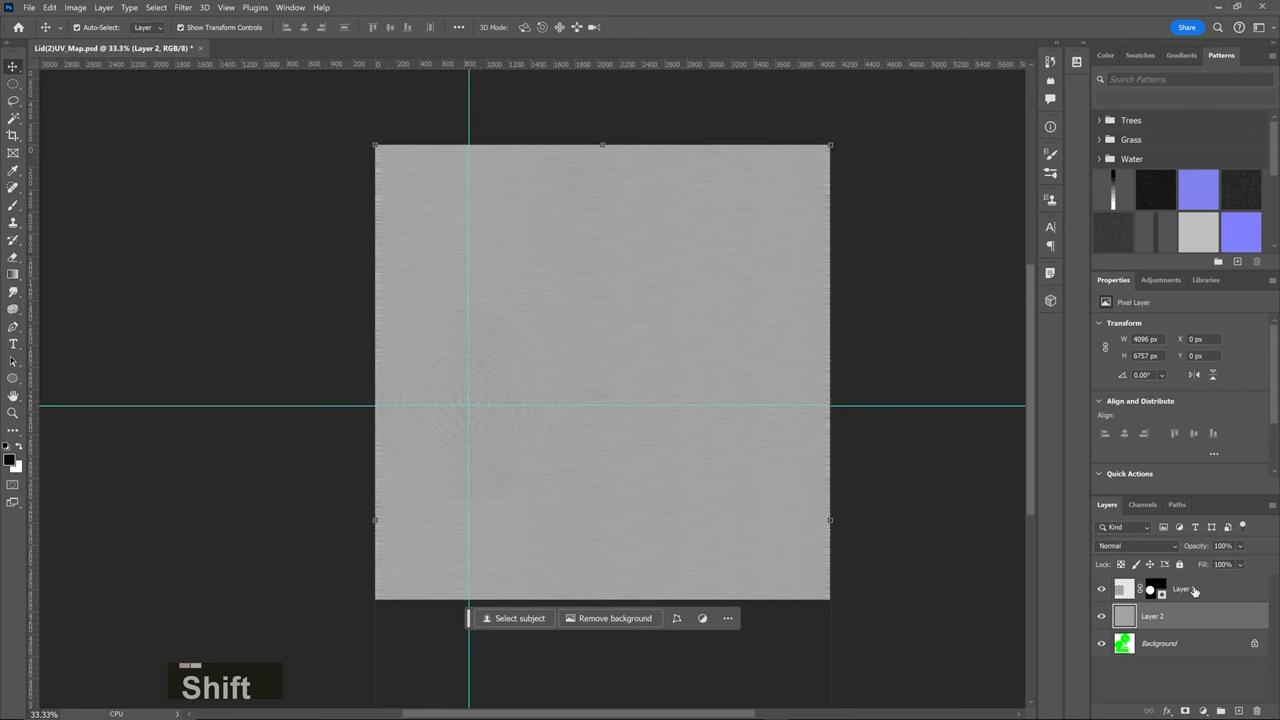 Ps File Edit Image Layer Type Select Filter 3D View Plugins Window Help
Auto-Select: Layer Show Transform Controls 3D Mode: Share
Lid(2)UV_Map.psd @ 33.3% (Layer 2, RGB/8) *
Color Swatches Gradients Patterns
Search Patterns
Trees
Grass
Water
Properties Adjustments Libraries
Pixel Layer
Transform
W 4096 px X 0 px
H 6757 px Y 0 px
0.00°
Align and Distribute
Align:
Quick Actions
Layers Channels Paths
Kind
Normal Opacity: 100%
Lock: Fill: 100%
Layer
Layer 2
Background
Select subject Remove background
Shift
33.33% CPU